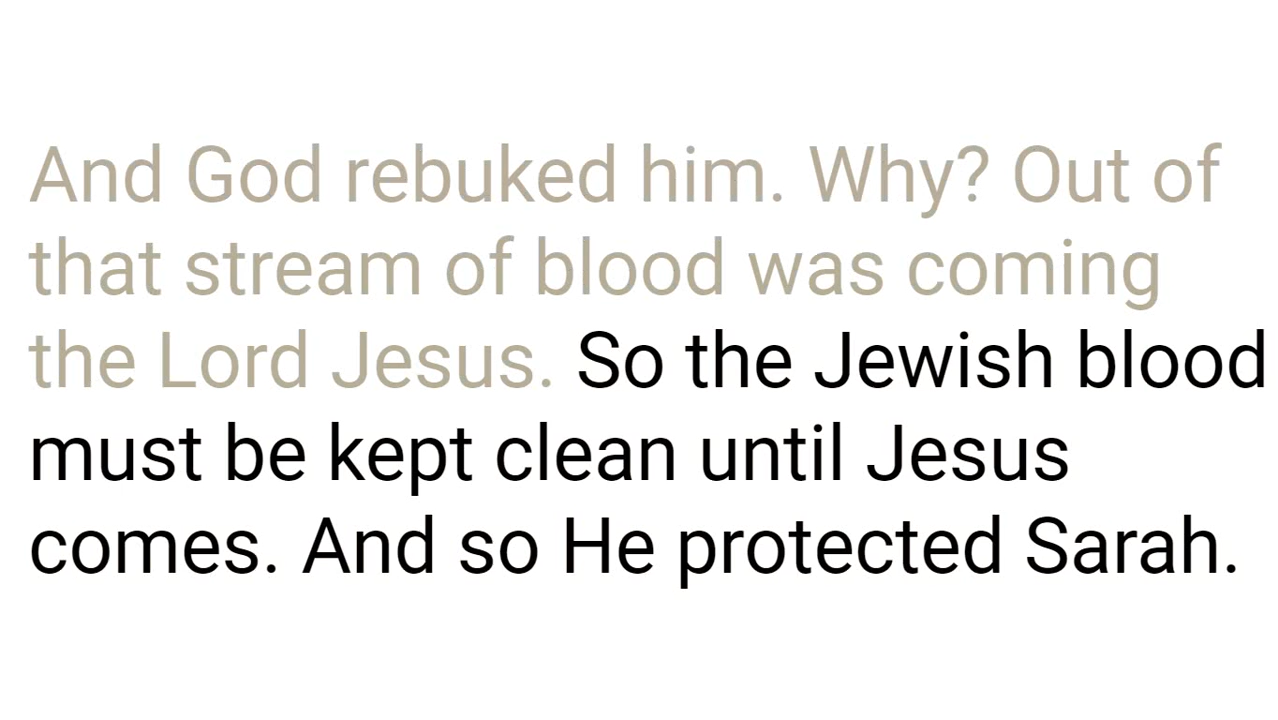 And God rebuked him. Why? Out of
that stream of blood was coming
the Lord Jesus. So the Jewish blood
must be kept clean until Jesus
comes. And so He protected Sarah.